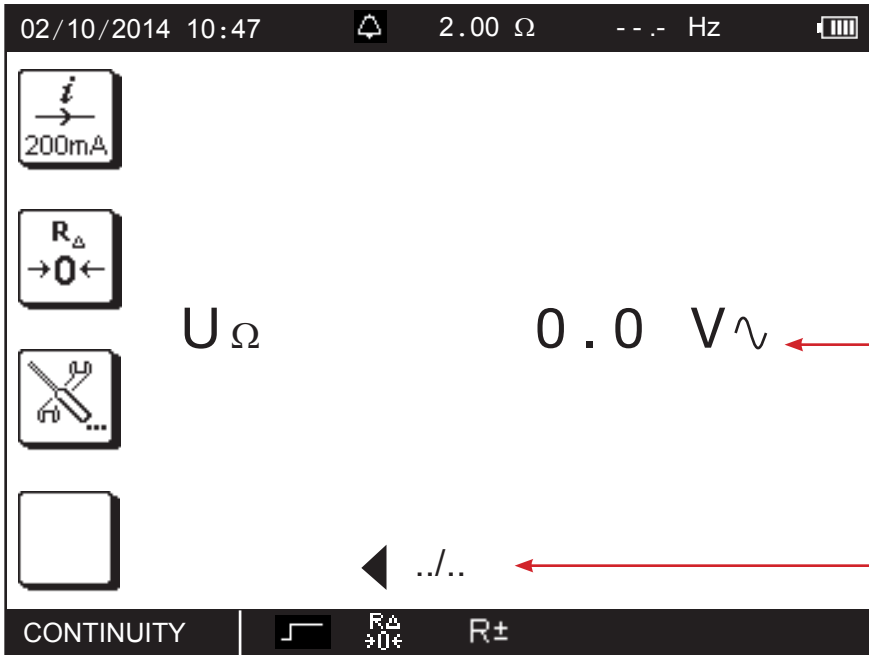 02/10/2014 10:47 2.00 Ω --.- Hz
i
200mA
RΔ
→0←
UΩ 0.0 V∿
...
◀ ../..
CONTINUITY RΔ R±
→0←